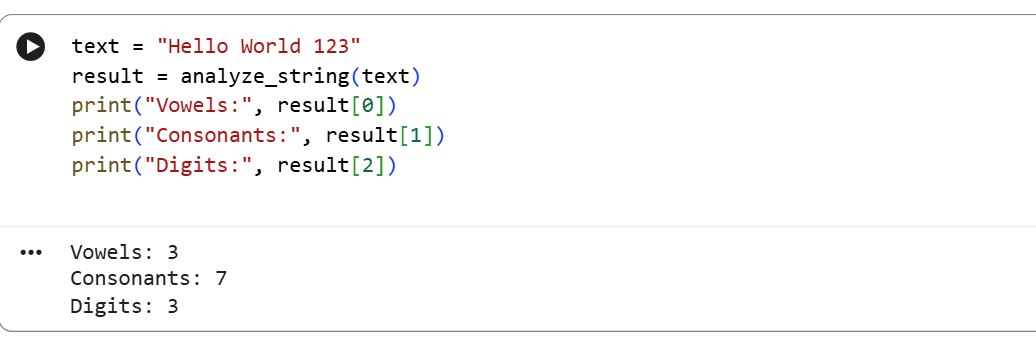 text = "Hello World 123"
result = analyze_string(text)
print("Vowels:", result[0])
print("Consonants:", result[1])
print("Digits:", result[2])
Vowels: 3
Consonants: 7
Digits: 3